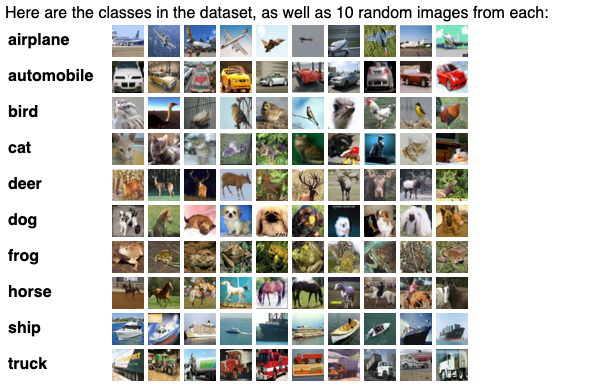 Here are the classes in the dataset, as well as 10 random images from each:
airplane
automobile
bird
cat
deer
dog
frog
horse
ship
truck